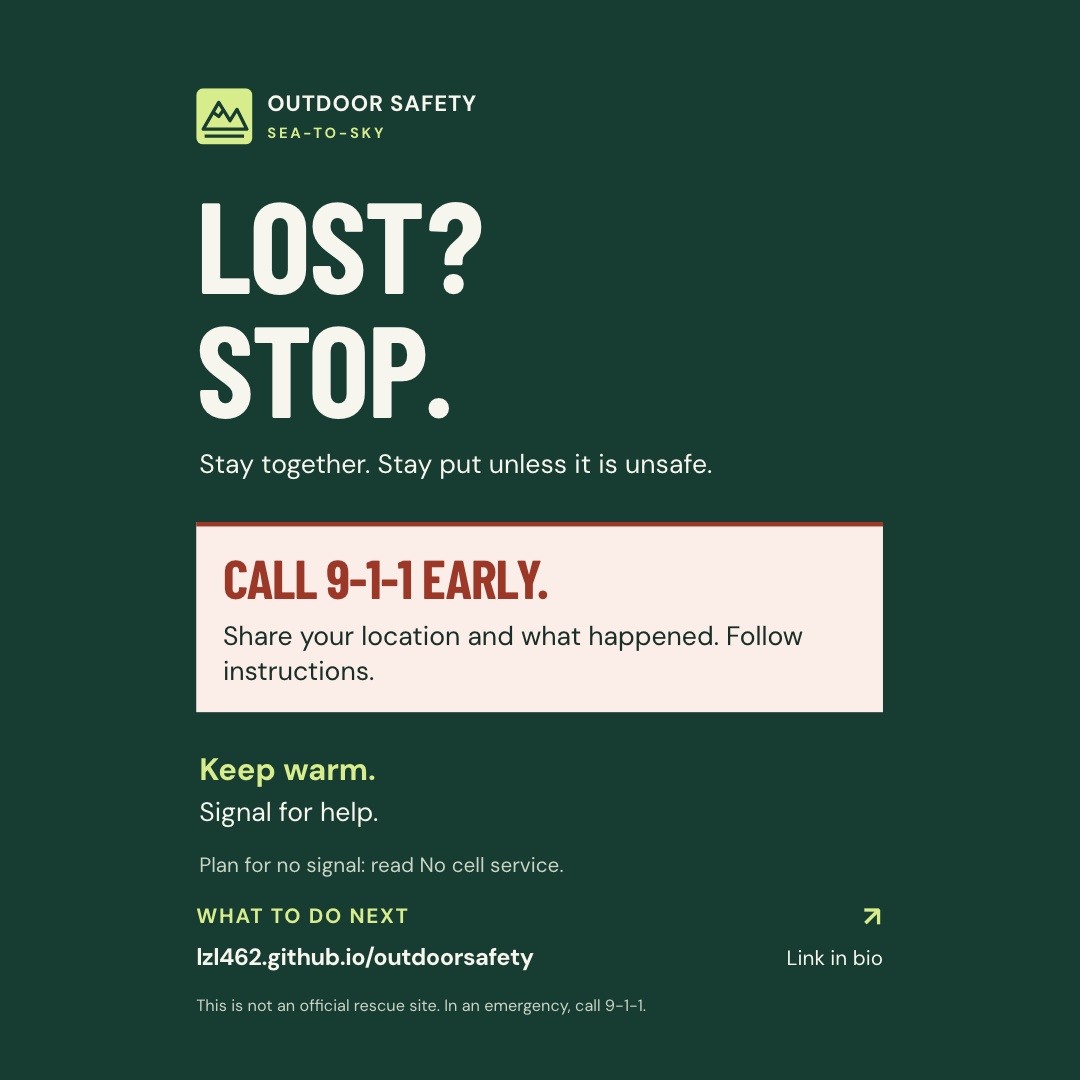 OUTDOOR SAFETY
SEA-TO-SKY
LOST?
STOP.
Stay together. Stay put unless it is unsafe.
CALL 9-1-1 EARLY.
Share your location and what happened. Follow
instructions.
Keep warm.
Signal for help.
Plan for no signal: read No cell service.
WHAT TO DO NEXT
lzl462.github.io/outdoorsafety
Link in bio
This is not an official rescue site. In an emergency, call 9-1-1.